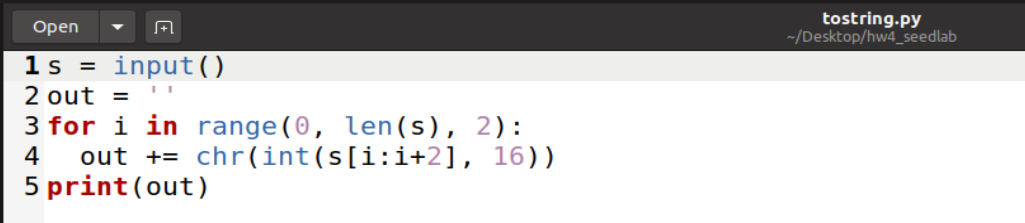 Open
tostring.py
~/Desktop/hw4_seedlab
1 s = input()
2 out = ''
3 for i in range(0, len(s), 2):
4   out += chr(int(s[i:i+2], 16))
5 print(out)